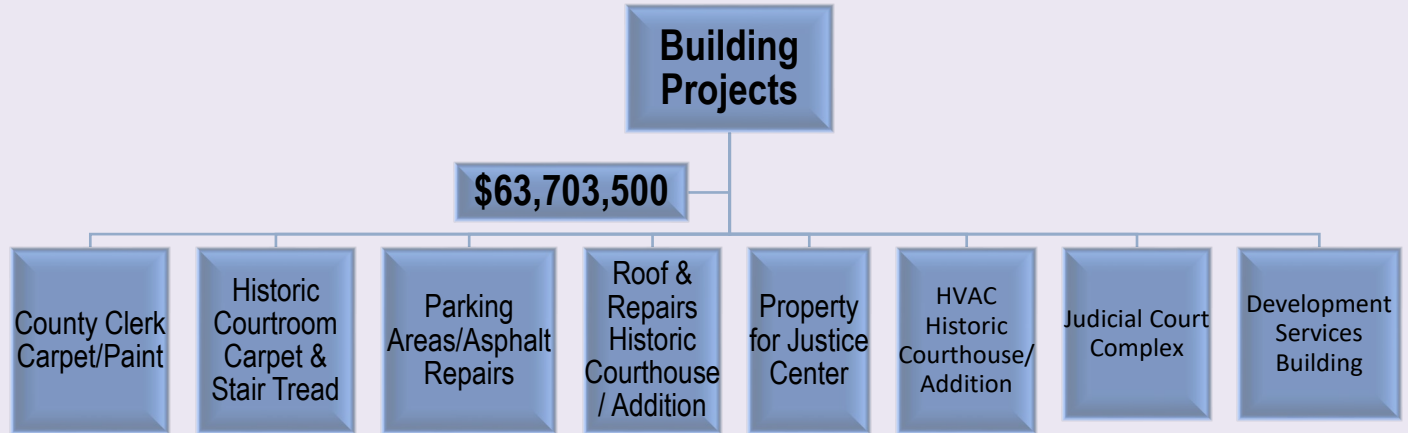 Building
Projects
$63,703,500
County Clerk
Carpet/Paint
Historic
Courtroom
Carpet &
Stair Tread
Parking
Areas/Asphalt
Repairs
Roof &
Repairs
Historic
Courthouse
/ Addition
Property
for Justice
Center
HVAC
Historic
Courthouse/
Addition
Judicial Court
Complex
Development
Services
Building